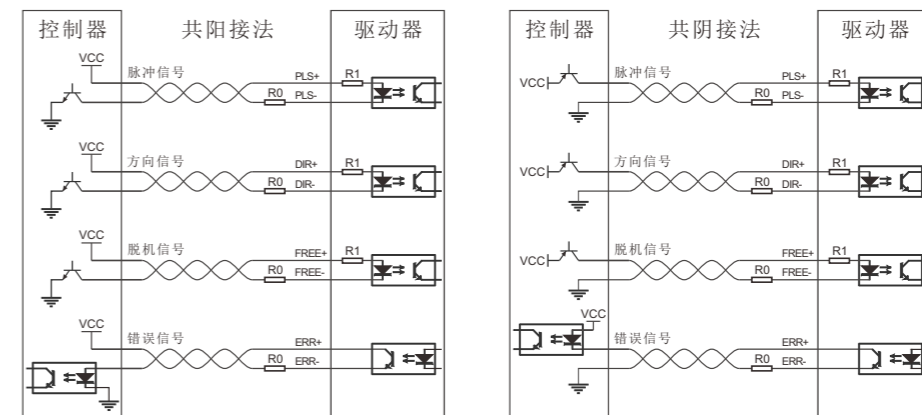 控制器 共阳接法 驱动器
VCC
脉冲信号 PLS+ R1
R0 PLS-
VCC
方向信号 DIR+ R1
R0 DIR-
VCC
脱机信号 FREE+ R1
R0 FREE-
VCC
错误信号 ERR+
R0 ERR-
控制器 共阴接法 驱动器
VCC 脉冲信号 PLS+ R1
R0 PLS-
VCC 方向信号 DIR+ R1
R0 DIR-
VCC 脱机信号 FREE+ R1
R0 FREE-
VCC
错误信号 ERR+
R0 ERR-